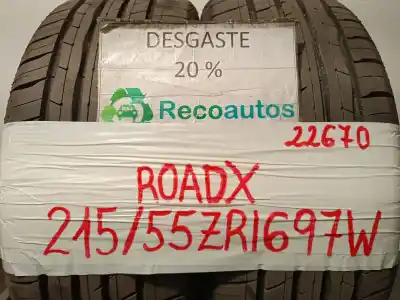 DESGASTE
20 %
Recoautos
22670
ROADX
215/55ZR1697W